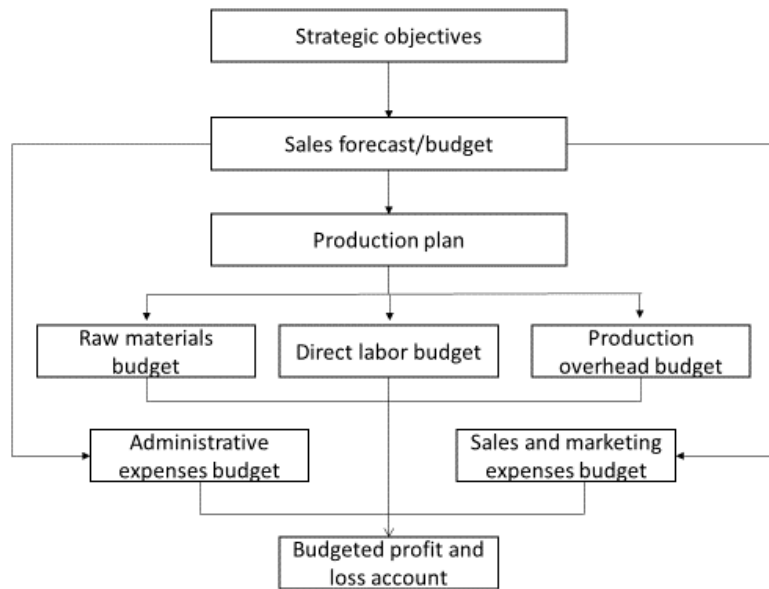 Strategic objectives
Sales forecast/budget
Production plan
Raw materials
budget
Direct labor budget
Production
overhead budget
Administrative
expenses budget
Sales and marketing
expenses budget
Budgeted profit and
loss account